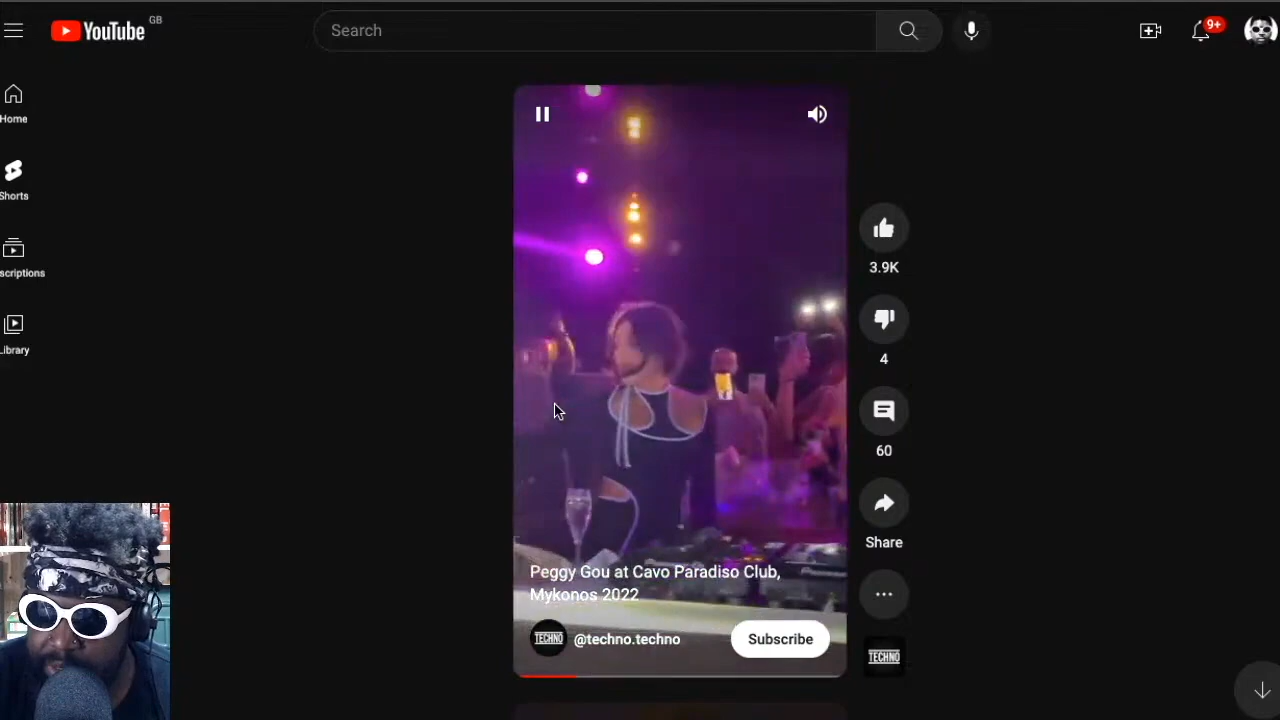 YouTube GB
Search
9+
Home
Shorts
scriptions
Library
3.9K
4
60
Share
Peggy Gou at Cavo Paradiso Club,
Mykonos 2022
TECHNO @techno.techno Subscribe
TECHNO